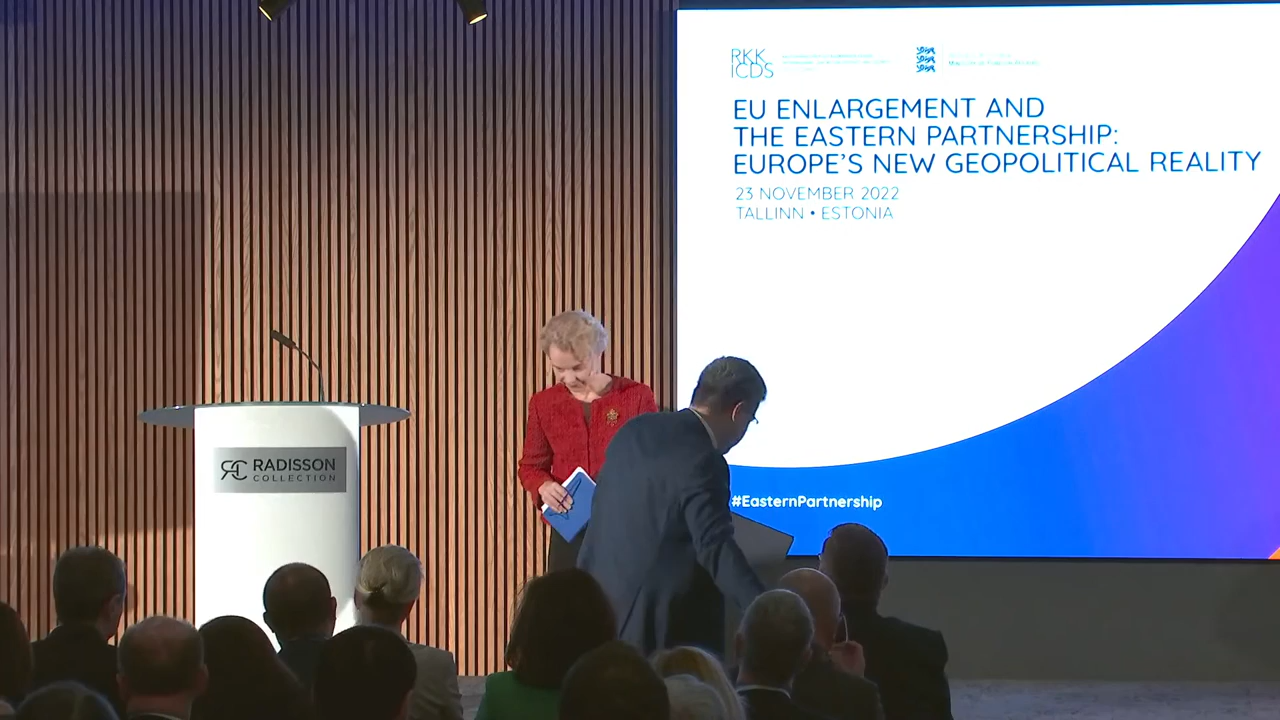 RKK
ICDS
EU ENLARGEMENT AND
THE EASTERN PARTNERSHIP:
EUROPE'S NEW GEOPOLITICAL REALITY
23 NOVEMBER 2022
TALLINN • ESTONIA
#EasternPartnership
RADISSON
COLLECTION